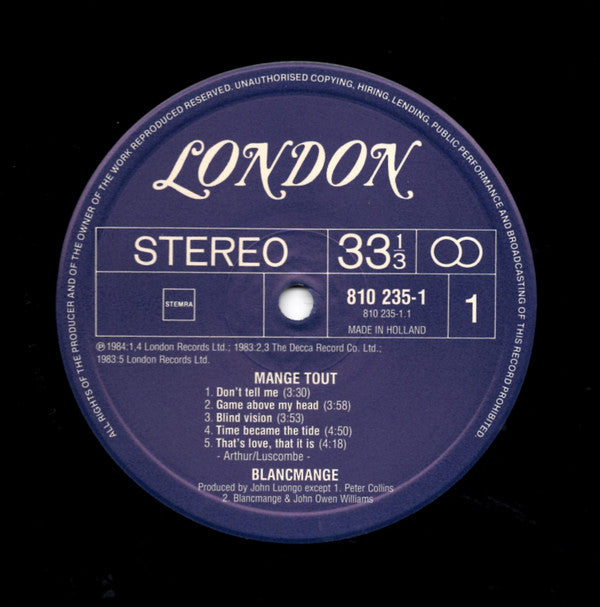 ALL RIGHTS OF THE PRODUCER AND OF THE OWNER OF THE WORK REPRODUCED RESERVED. UNAUTHORISED COPYING, HIRING, LENDING, PUBLIC PERFORMANCE AND BROADCASTING OF THIS RECORD PROHIBITED.
LONDON
STEREO
33 1/3
STEMRA
810 235-1
810 235-1.1
MADE IN HOLLAND
1
℗ 1984:1,4 London Records Ltd.; 1983:2,3 The Decca Record Co. Ltd.;
1983:5 London Records Ltd.
MANGE TOUT
1. Don't tell me (3:30)
2. Game above my head (3:58)
3. Blind vision (3:53)
4. Time became the tide (4:50)
5. That's love, that it is (4:18)
- Arthur/Luscombe -
BLANCMANGE
Produced by John Luongo except 1. Peter Collins
2. Blancmange & John Owen Williams